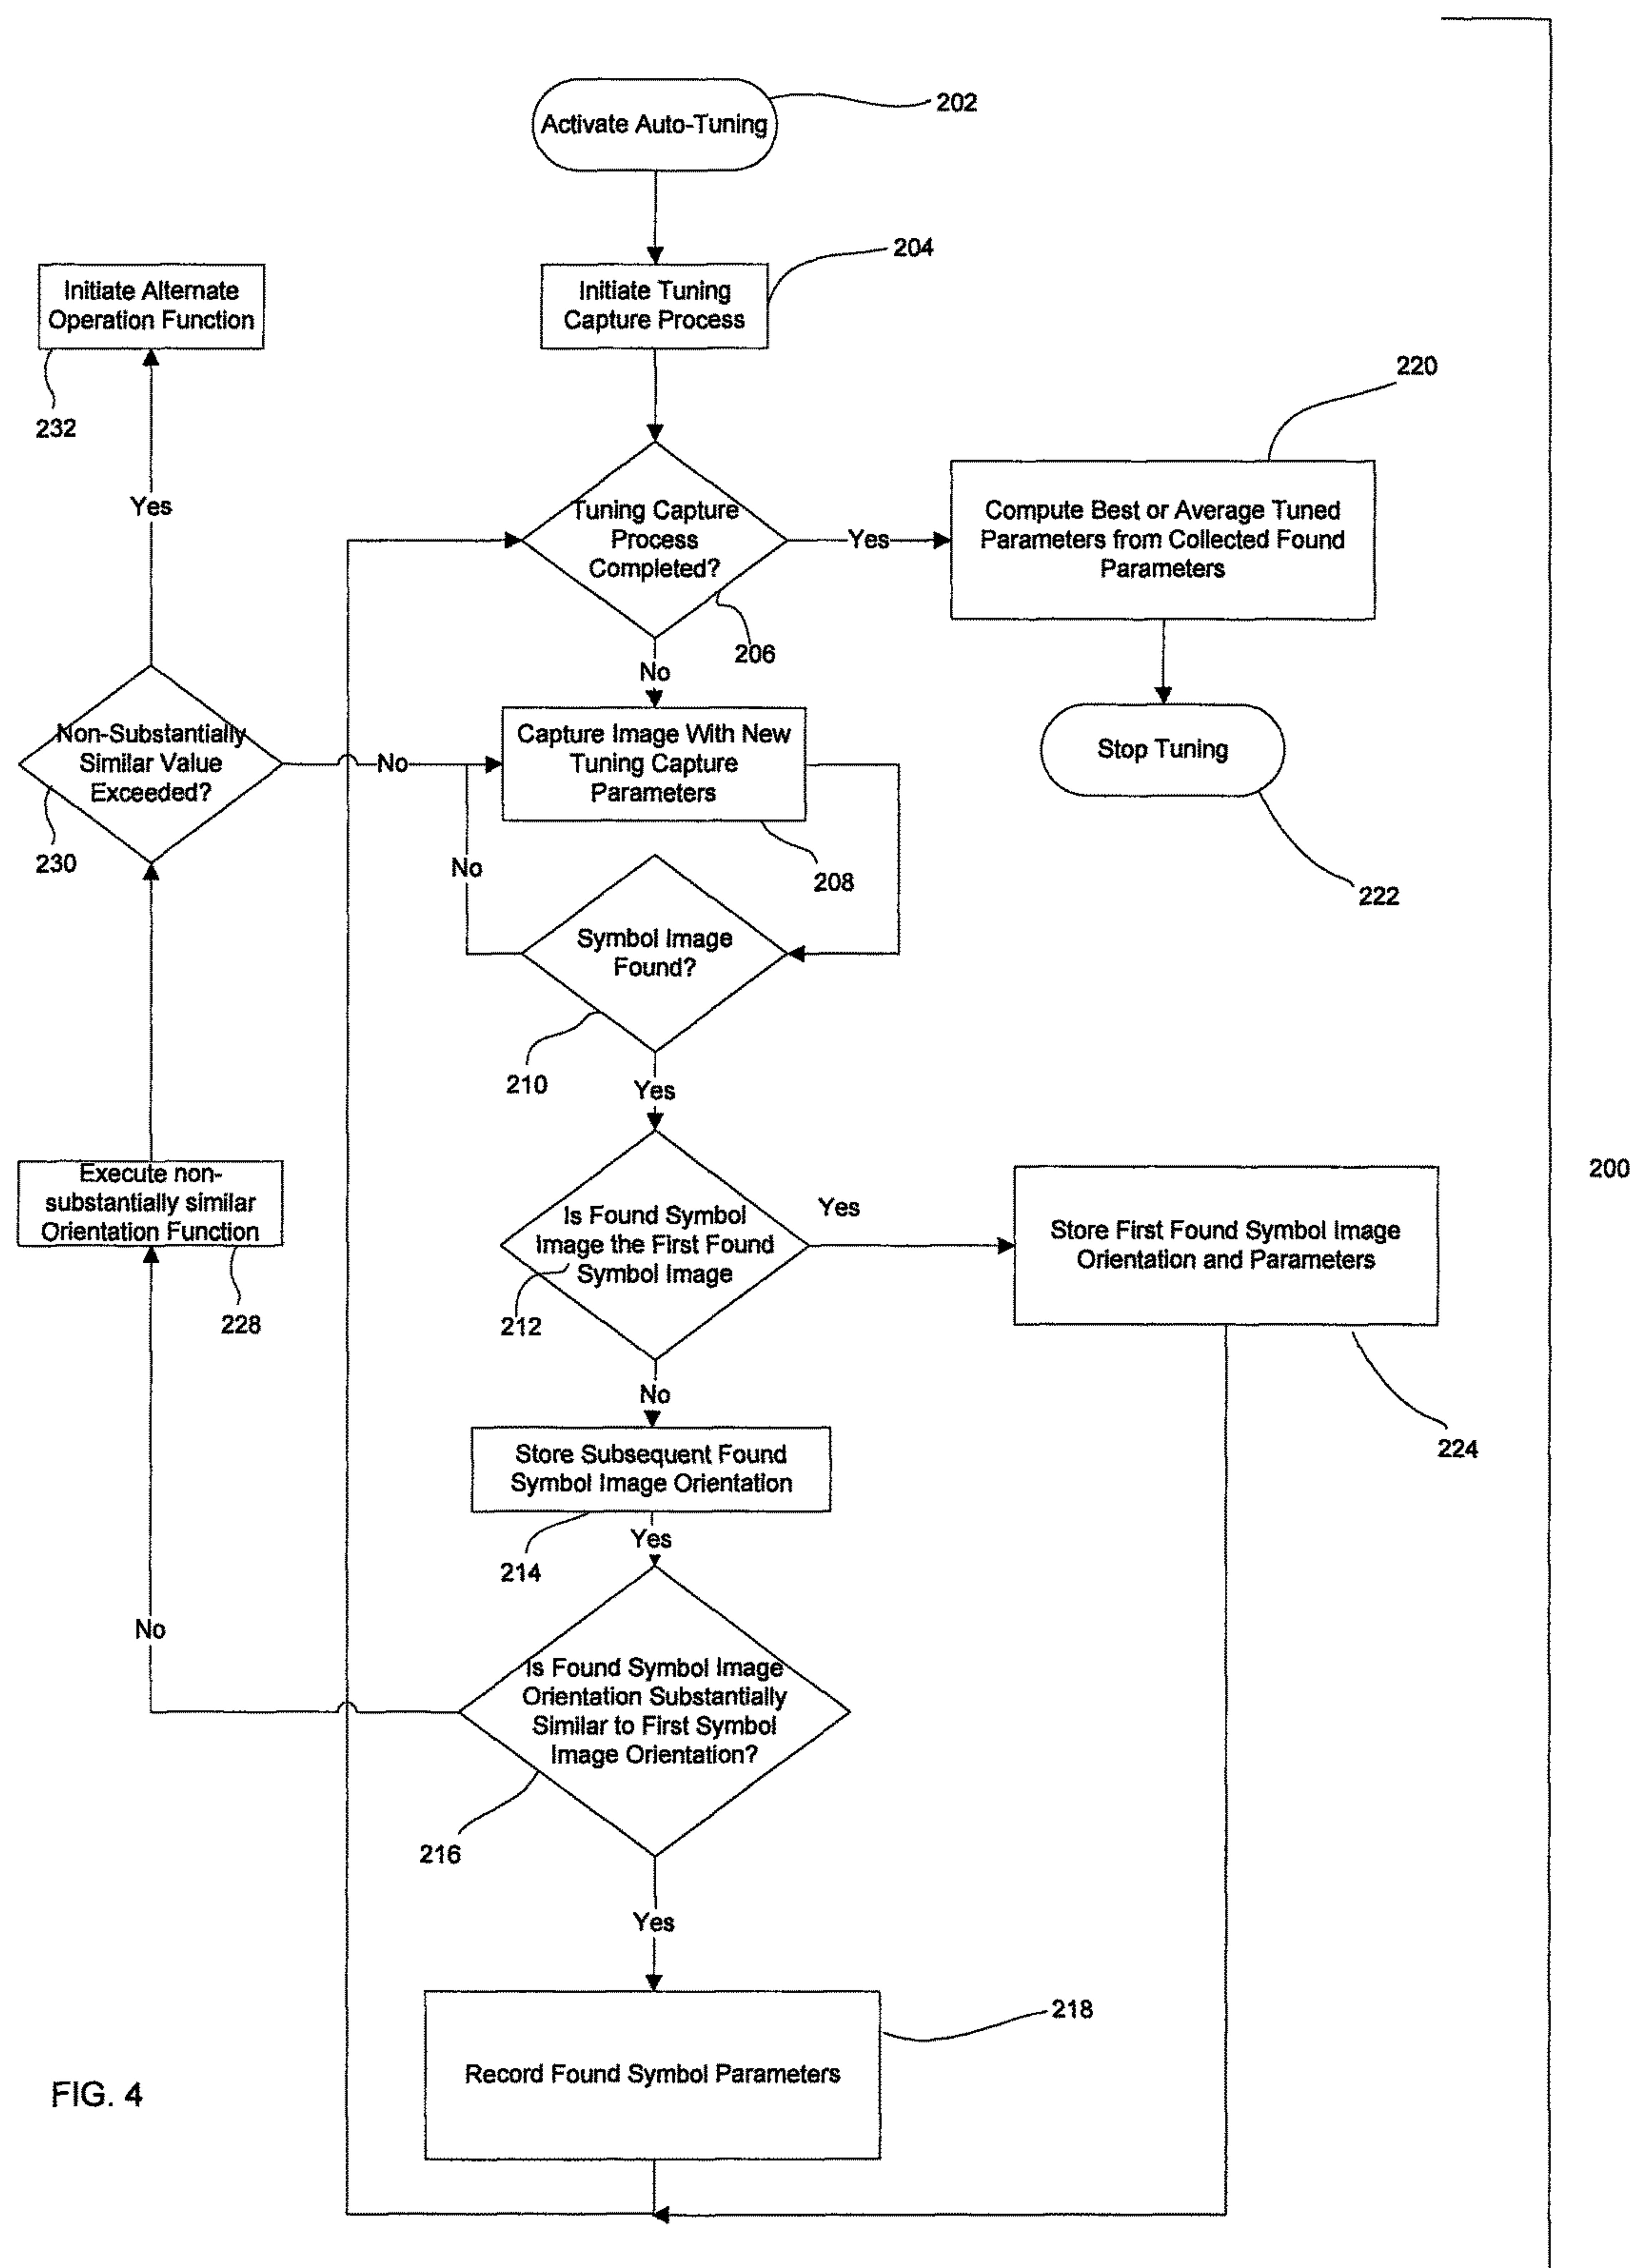 Activate Auto-Tuning
202
204
Initiate Tuning
Capture Process
Initiate Alternate
Operation Function
232
220
Yes
Tuning Capture
Process
Completed?
Yes
Compute Best or Average Tuned
Parameters from Collected Found
Parameters
206
No
Non-Substantially
Similar Value
Exceeded?
230
No
Capture Image With New
Tuning Capture
Parameters
208
Stop Tuning
222
No
Symbol Image
Found?
210
Yes
Execute non-
substantially similar
Orientation Function
228
Is Found Symbol
Image the First Found
Symbol Image
212
Yes
Store First Found Symbol Image
Orientation and Parameters
224
200
No
Store Subsequent Found
Symbol Image Orientation
214
Yes
No
Is Found Symbol Image
Orientation Substantially
Similar to First Symbol
Image Orientation?
216
Yes
218
Record Found Symbol Parameters
FIG. 4